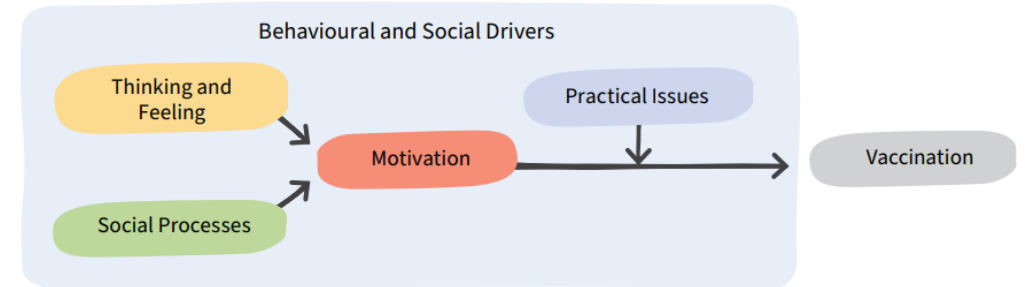 Behavioural and Social Drivers
Thinking and
Feeling
Practical Issues
Motivation
Vaccination
Social Processes